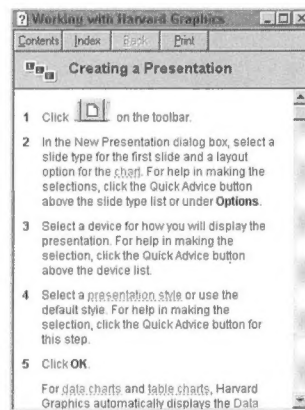 Working with Harvard Graphics
Contents Index Back Print
Creating a Presentation
1 Click on the toolbar.
2 In the New Presentation dialog box, select a
slide type for the first slide and a layout
option for the chart. For help in making the
selections, click the Quick Advice button
above the slide type list or under Options.
3 Select a device for how you will display the
presentation. For help in making the
selection, click the Quick Advice button
above the device list.
4 Select a presentation style or use the
default style. For help in making the
selection, click the Quick Advice button for
this step.
5 Click OK.
For data charts and table charts, Harvard
Graphics automatically displays the Data